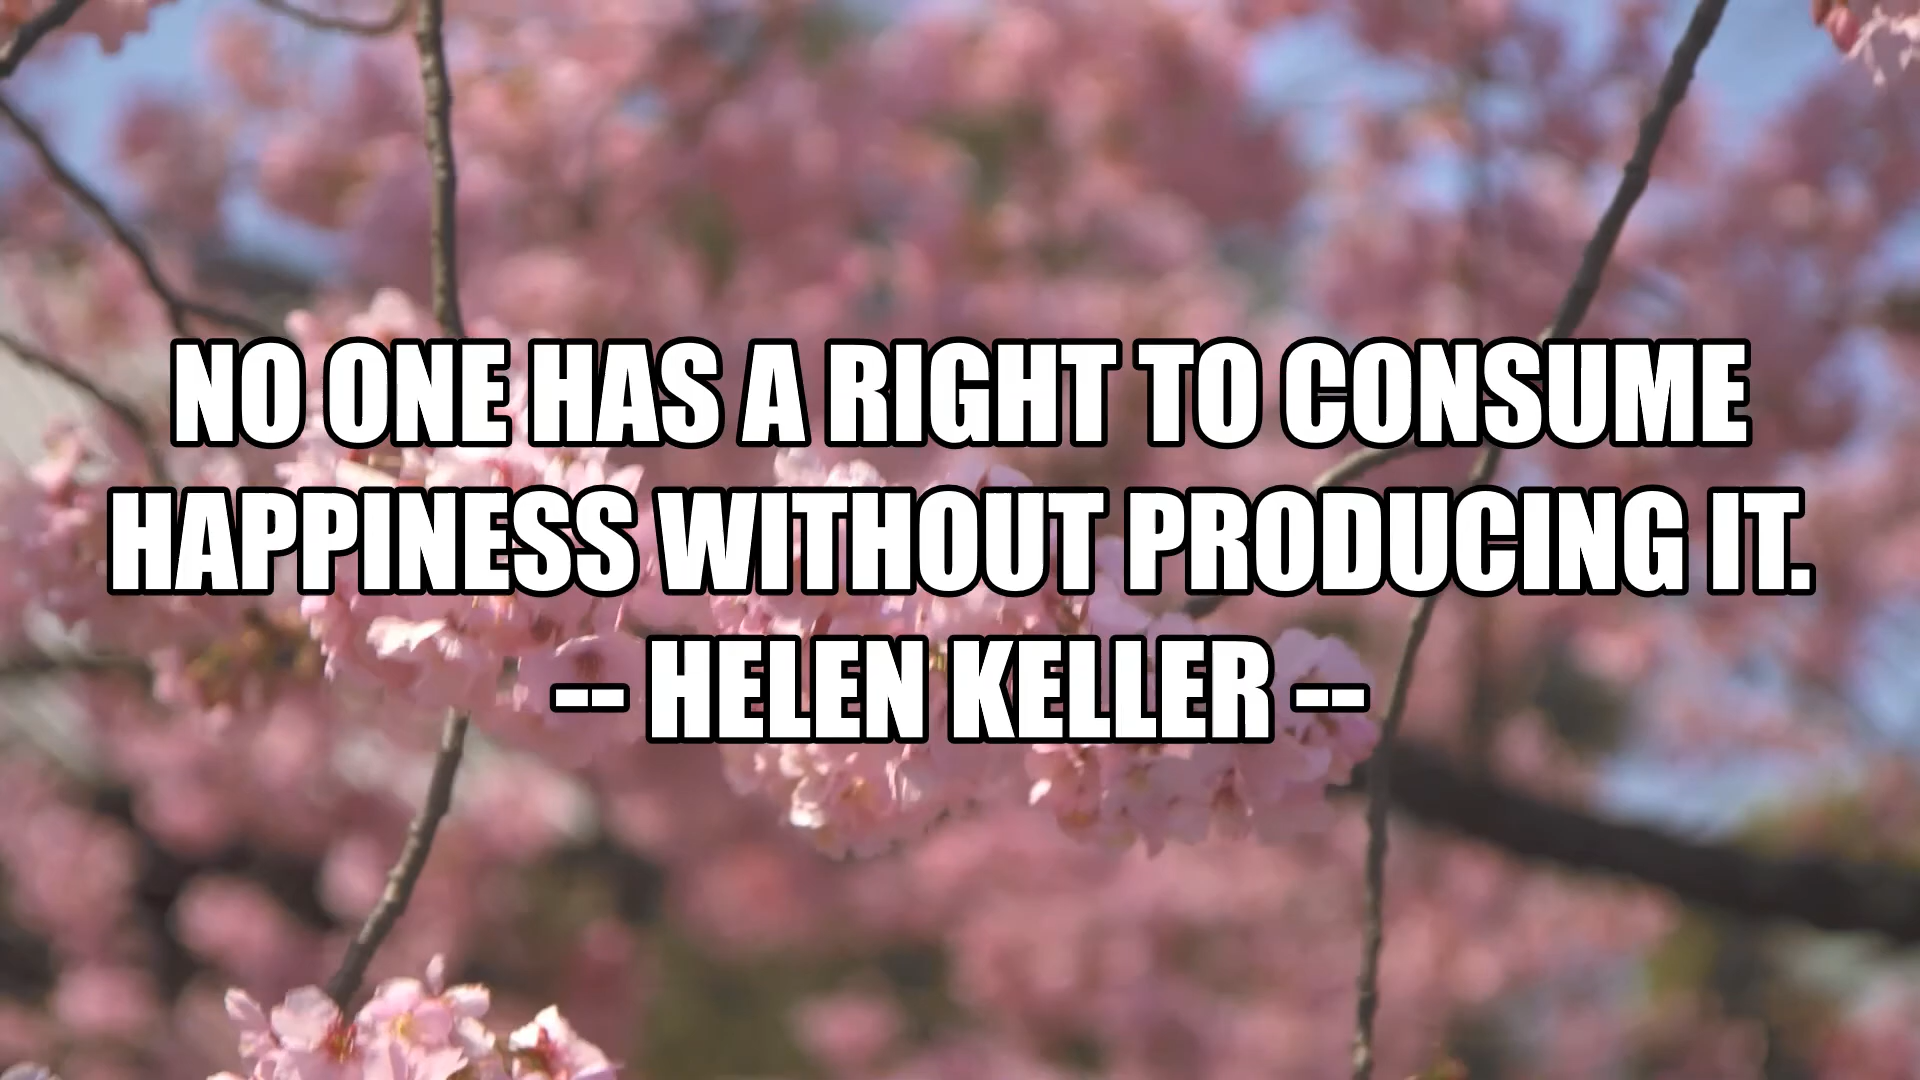 NO ONE HAS A RIGHT TO CONSUME
HAPPINESS WITHOUT PRODUCING IT.
-- HELEN KELLER --